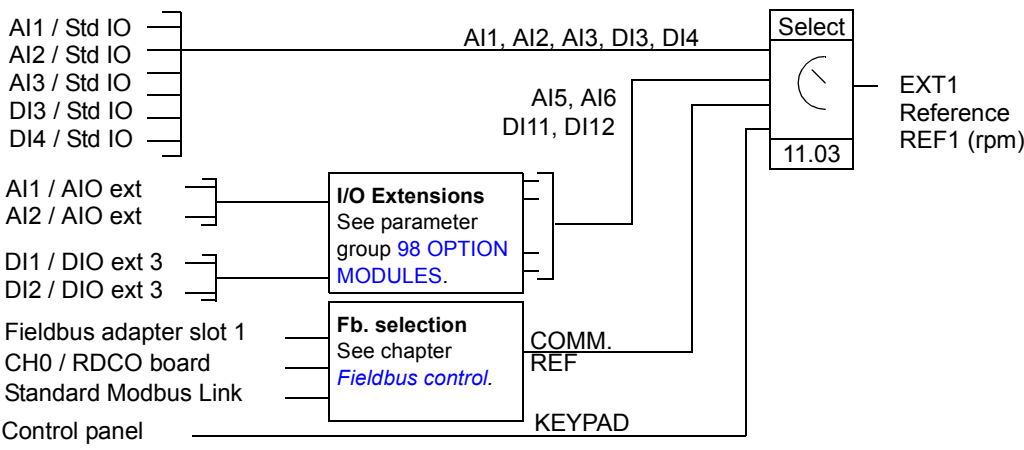 AI1 / Std IO
AI2 / Std IO
AI3 / Std IO
DI3 / Std IO
DI4 / Std IO
AI1, AI2, AI3, DI3, DI4
Select
11.03
EXT1
Reference
REF1 (rpm)
AI5, AI6
DI11, DI12
AI1 / AIO ext
AI2 / AIO ext
DI1 / DIO ext 3
DI2 / DIO ext 3
I/O Extensions
See parameter
group 98 OPTION
MODULES.
Fieldbus adapter slot 1
CH0 / RDCO board
Standard Modbus Link
Fb. selection
See chapter
Fieldbus control.
COMM.
REF
Control panel
KEYPAD